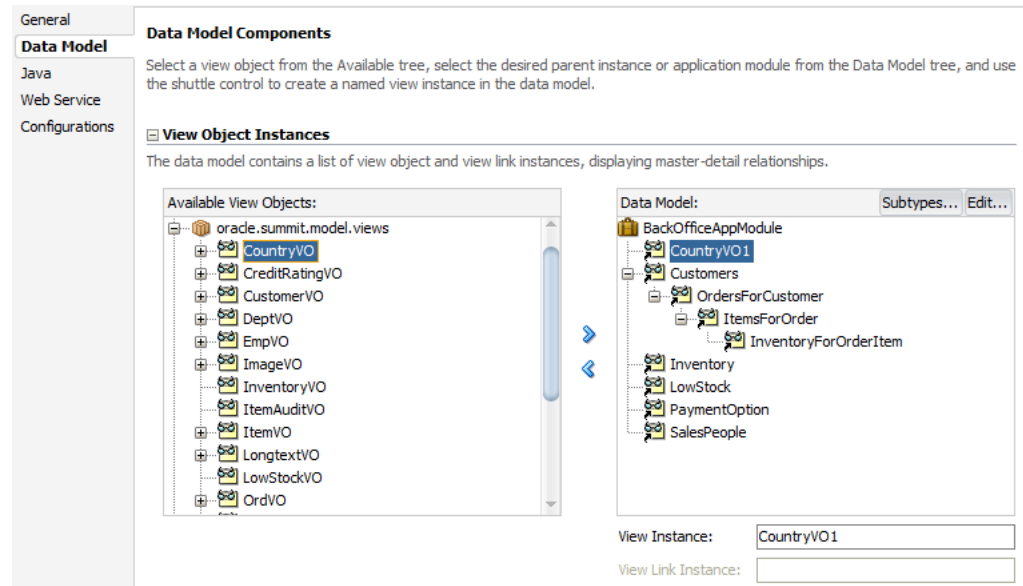 General
Data Model
Java
Web Service
Configurations
Data Model Components
Select a view object from the Available tree, select the desired parent instance or application module from the Data Model tree, and use
the shuttle control to create a named view instance in the data model.
View Object Instances
The data model contains a list of view object and view link instances, displaying master-detail relationships.
Available View Objects:
oracle.summit.model.views
CountryVO
CreditRatingVO
CustomerVO
DeptVO
EmpVO
ImageVO
InventoryVO
ItemAuditVO
ItemVO
LongtextVO
LowStockVO
OrdVO
Data Model:
Subtypes... Edit...
BackOfficeAppModule
CountryVO1
Customers
OrdersForCustomer
ItemsForOrder
InventoryForOrderItem
Inventory
LowStock
PaymentOption
SalesPeople
View Instance: CountryVO1
View Link Instance: